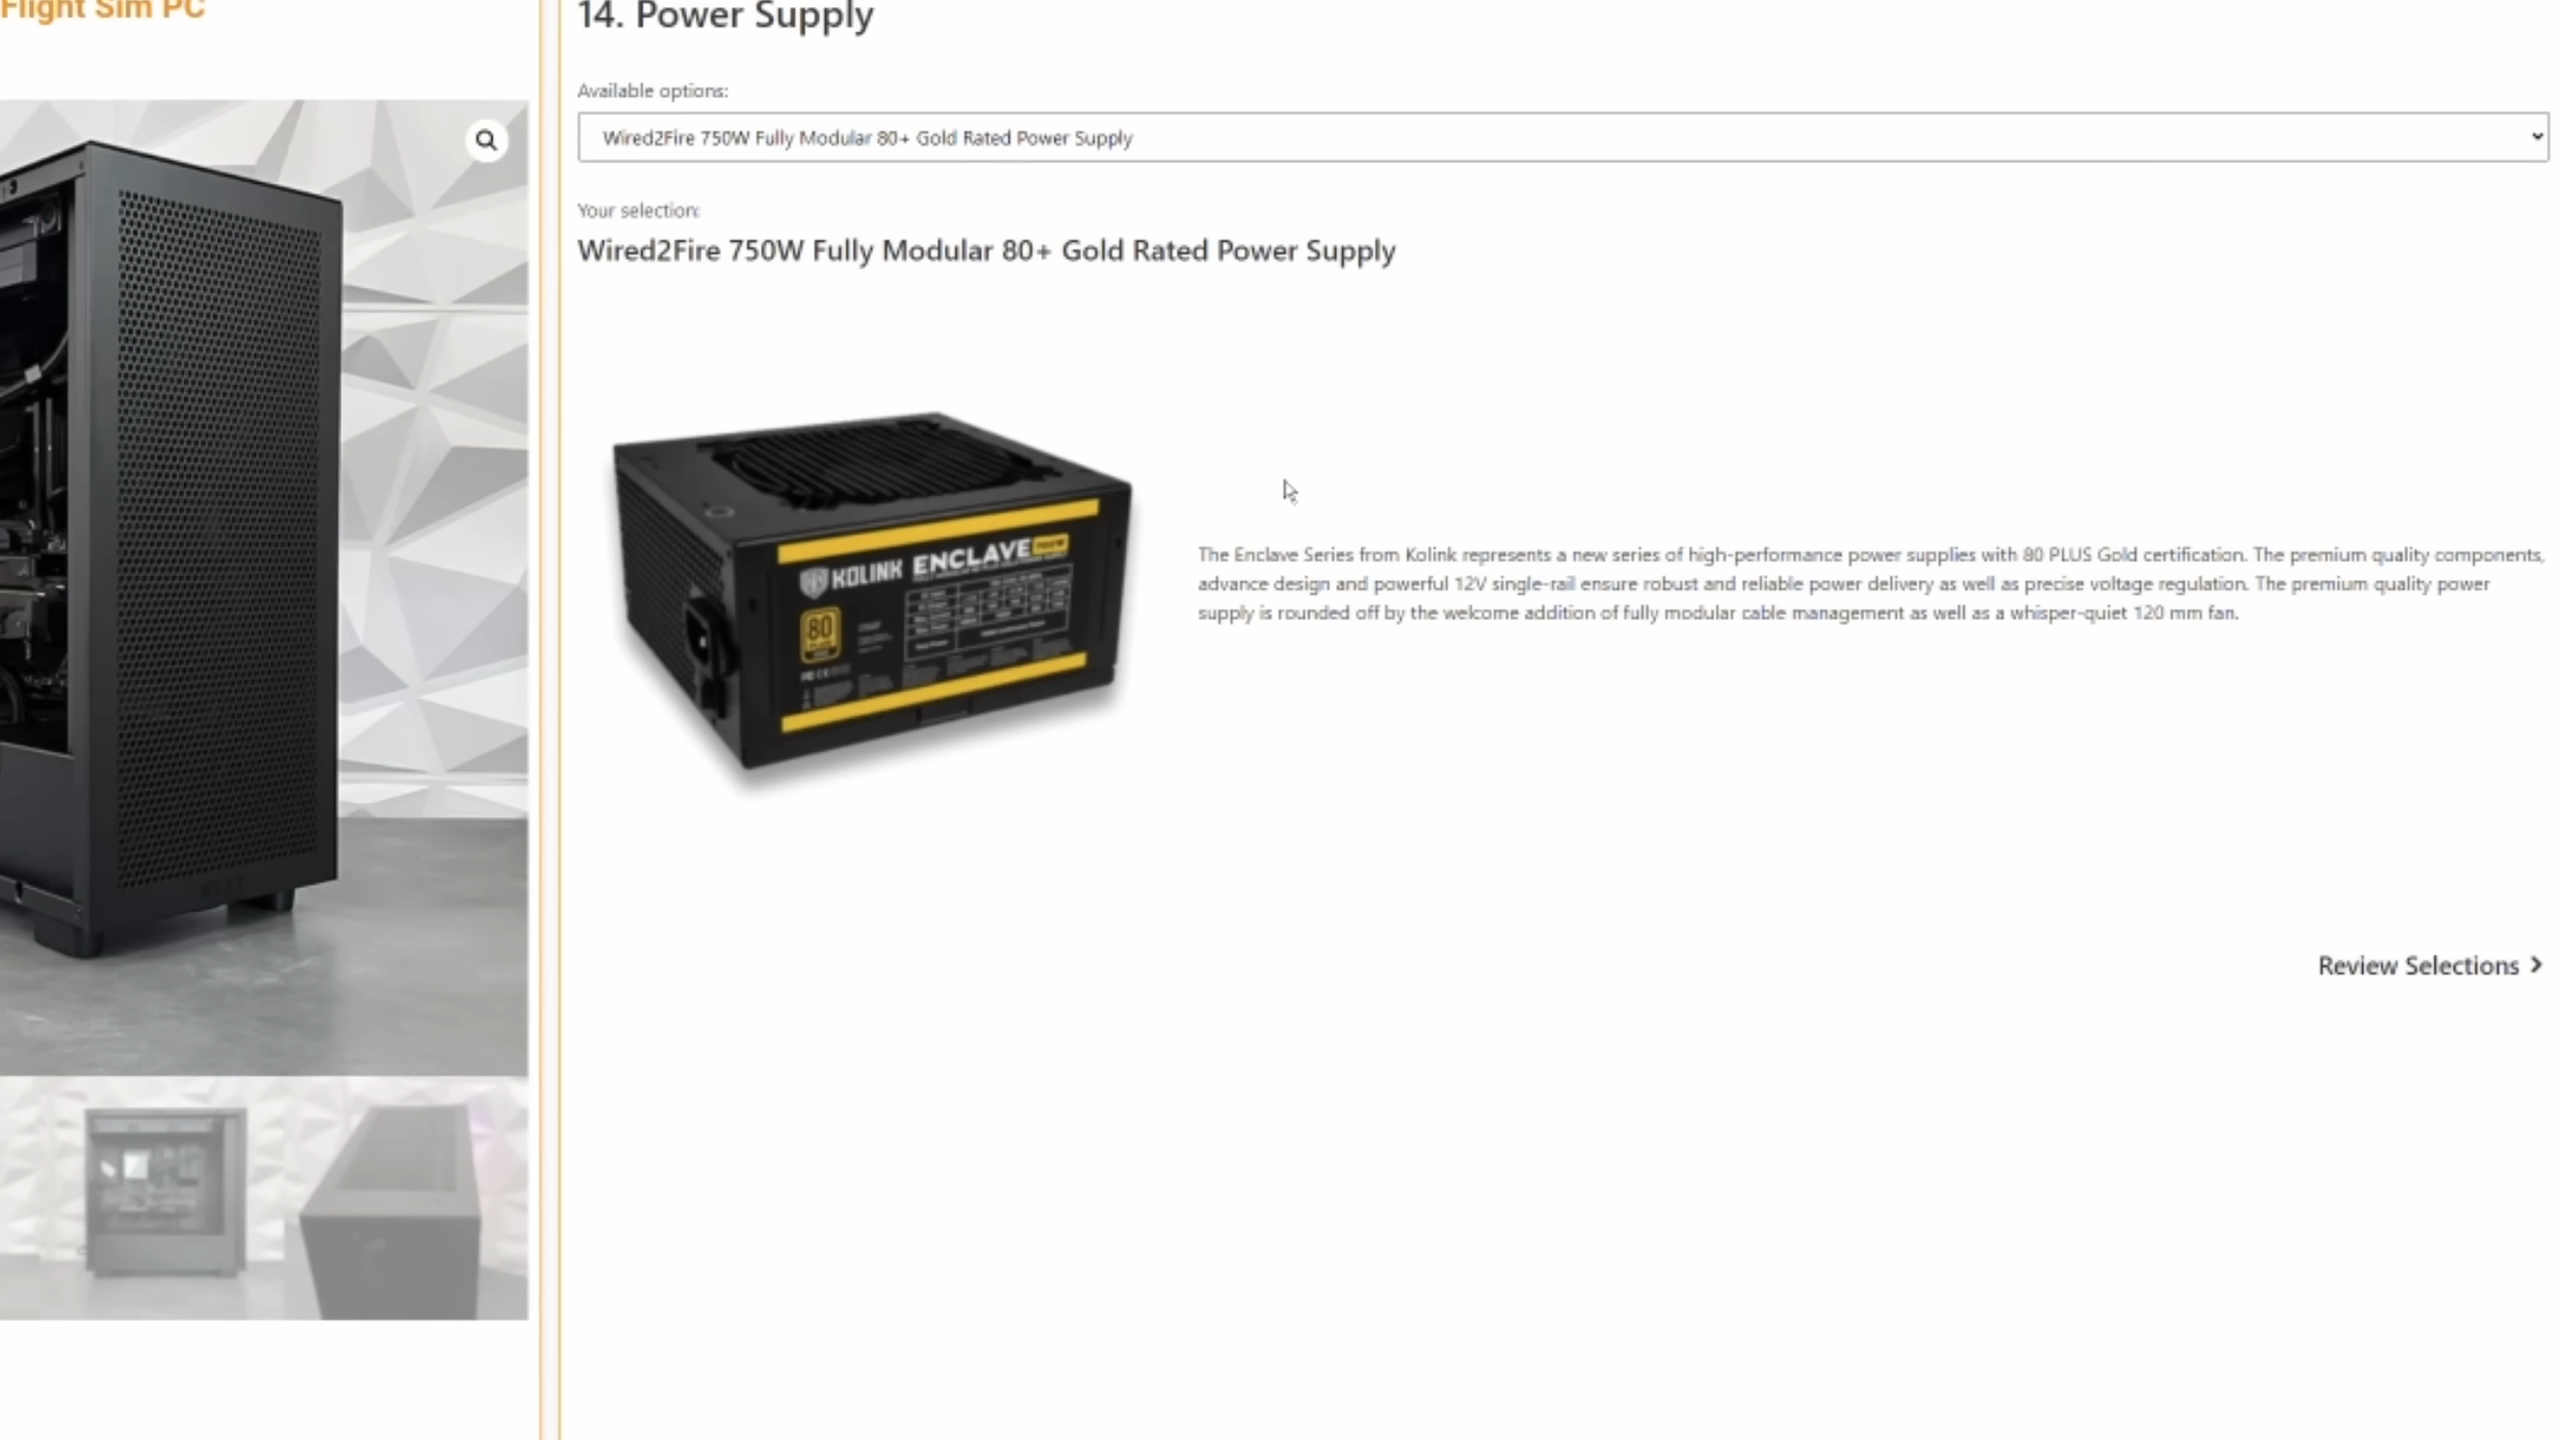 Flight Sim PC
14. Power Supply
Available options:
Wired2Fire 750W Fully Modular 80+ Gold Rated Power Supply
Your selection:
Wired2Fire 750W Fully Modular 80+ Gold Rated Power Supply
KOLINK ENCLAVE
80
The Enclave Series from Kolink represents a new series of high-performance power supplies with 80 PLUS Gold certification. The premium quality components,
advance design and powerful 12V single-rail ensure robust and reliable power delivery as well as precise voltage regulation. The premium quality power
supply is rounded off by the welcome addition of fully modular cable management as well as a whisper-quiet 120 mm fan.
Review Selections